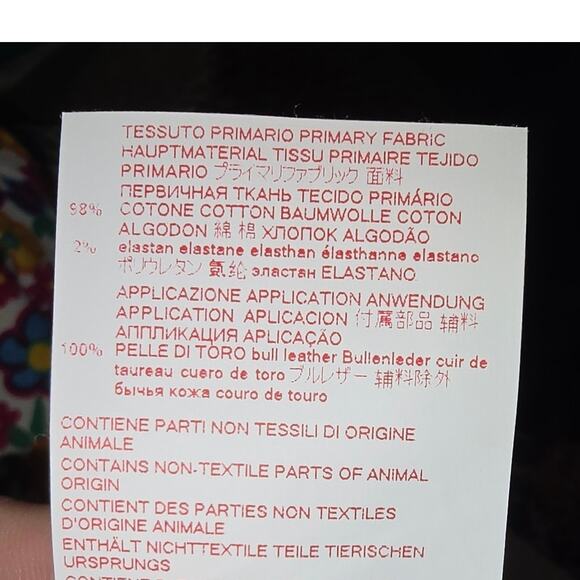 TESSUTO PRIMARIO PRIMARY FABRIC
HAUPTMATERIAL TISSU PRIMAIRE TEJIDO
PRIMARIO プライマリファブリック 面料
ПЕРВИЧНАЯ ТКАНЬ TECIDO PRIMÁRIO
98% COTONE COTTON BAUMWOLLE COTON
ALGODON 綿 棉 ХЛОПОК ALGODÃO
2% elastan elastane elasthan élasthanne elastano
ポリウレタン 氨纶 эластан ELASTANO
APPLICAZIONE APPLICATION ANWENDUNG
APPLICATION APLICACION 付属部品 辅料
АППЛИКАЦИЯ APLICAÇÃO
100% PELLE DI TORO bull leather Bullenleder cuir de
taureau cuero de toro ブルレザー 辅料除外
бычья кожа couro de touro
CONTIENE PARTI NON TESSILI DI ORIGINE
ANIMALE
CONTAINS NON-TEXTILE PARTS OF ANIMAL
ORIGIN
CONTIENT DES PARTIES NON TEXTILES
D'ORIGINE ANIMALE
ENTHÄLT NICHTTEXTILE TEILE TIERISCHEN
URSPRUNGS